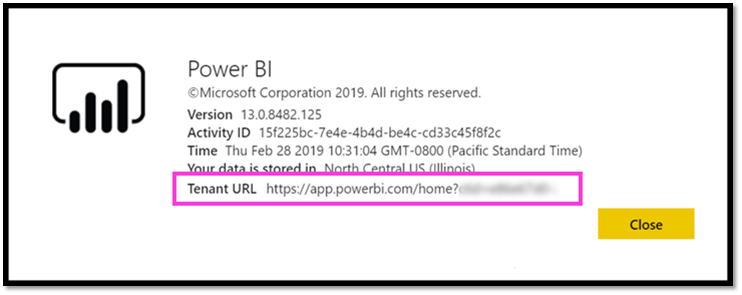 Power BI
©Microsoft Corporation 2019. All rights reserved.
Version 13.0.8482.125
Activity ID 15f225bc-7e4e-4b4d-be4c-cd33c45f8f2c
Time Thu Feb 28 2019 10:31:04 GMT-0800 (Pacific Standard Time)
Your data is stored in North Central US (Illinois)
Tenant URL https://app.powerbi.com/home?
Close